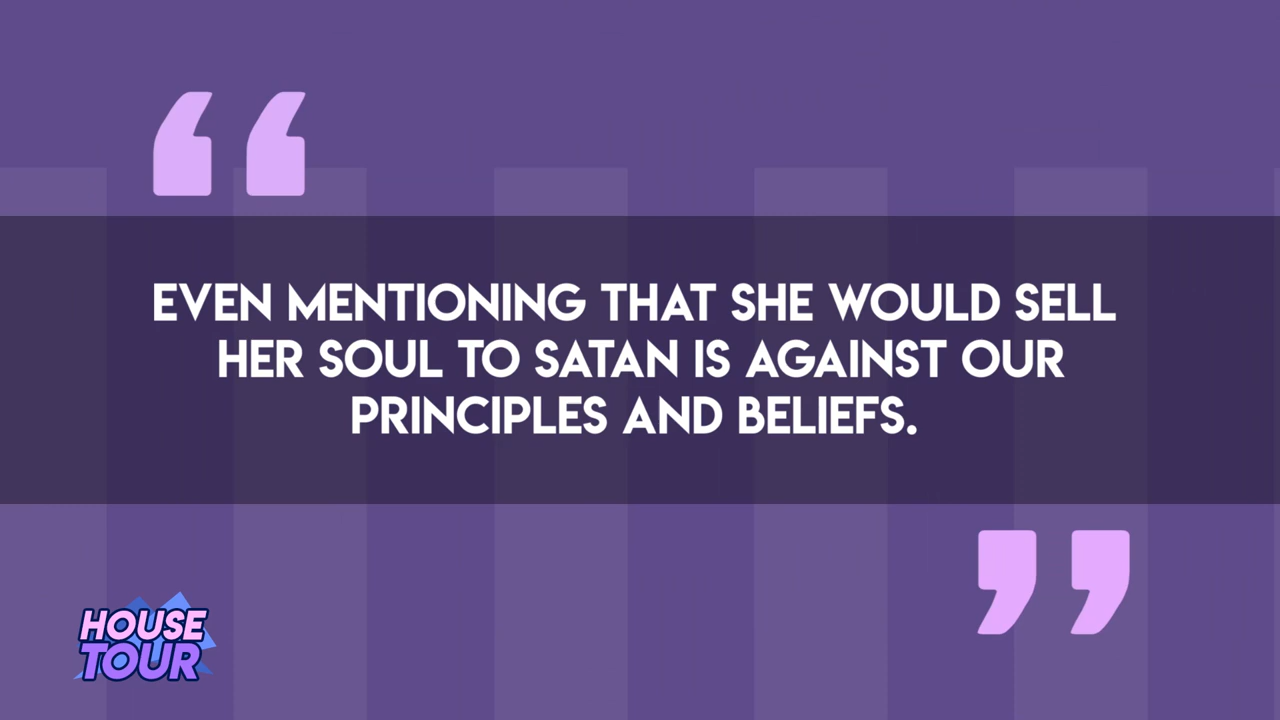 EVEN MENTIONING THAT SHE WOULD SELL
HER SOUL TO SATAN IS AGAINST OUR
PRINCIPLES AND BELIEFS.
HOUSE
TOUR